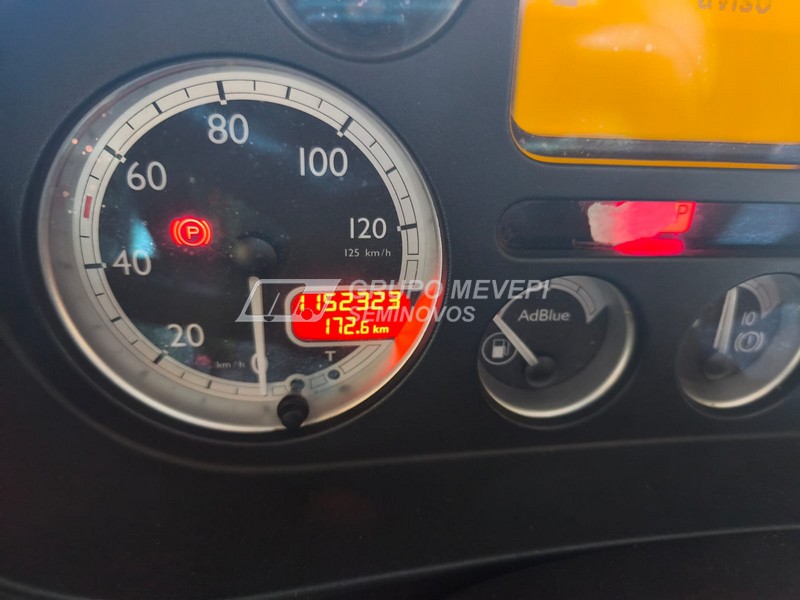 aviso
80
100
60
P
P
120
125 km/h
40
1152323
GRUPO MEVEPI
SEMINOVOS
172.6 km
AdBlue
10
20
km/h
0
T